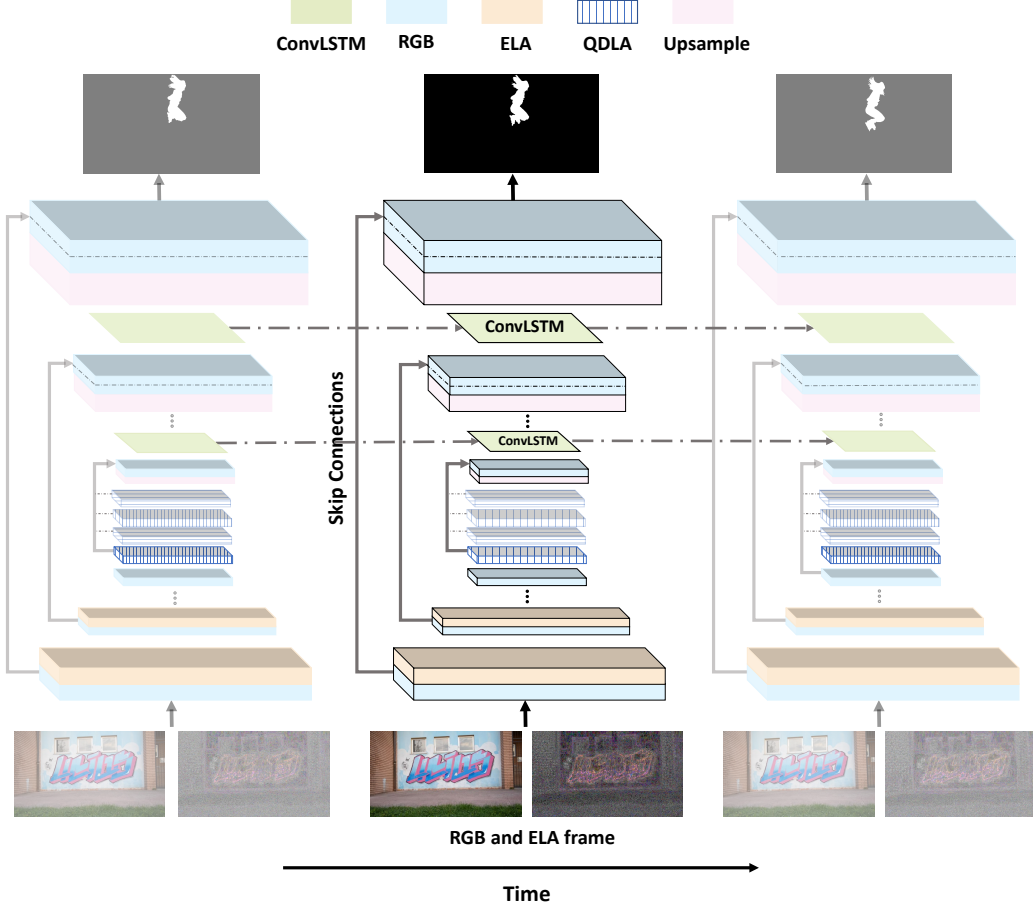 ConvLSTM RGB ELA QDLA Upsample
ConvLSTM
Skip Connections
ConvLSTM
RGB and ELA frame
Time